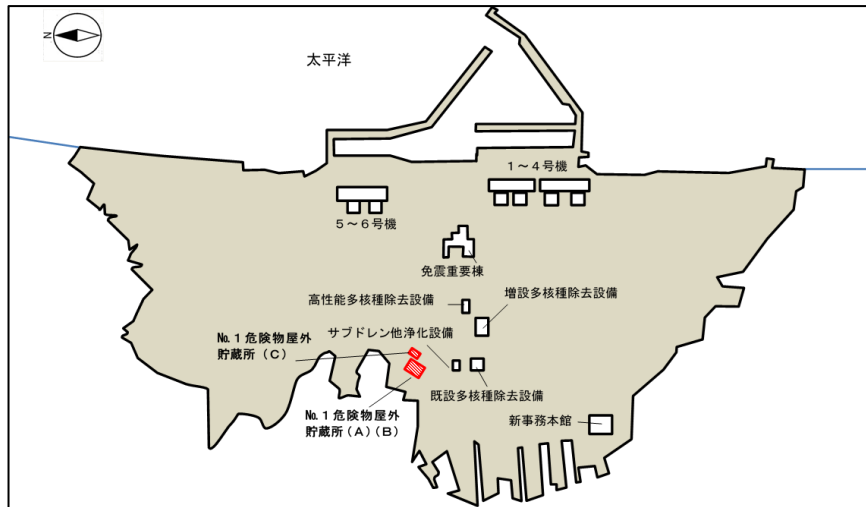 N
太平洋
1~4号機
5~6号機
免震重要棟
高性能多核種除去設備
増設多核種除去設備
サブドレン他浄化設備
№1危険物屋外
貯蔵所(C)
既設多核種除去設備
№1危険物屋外
貯蔵所(A)(B)
新事務本館